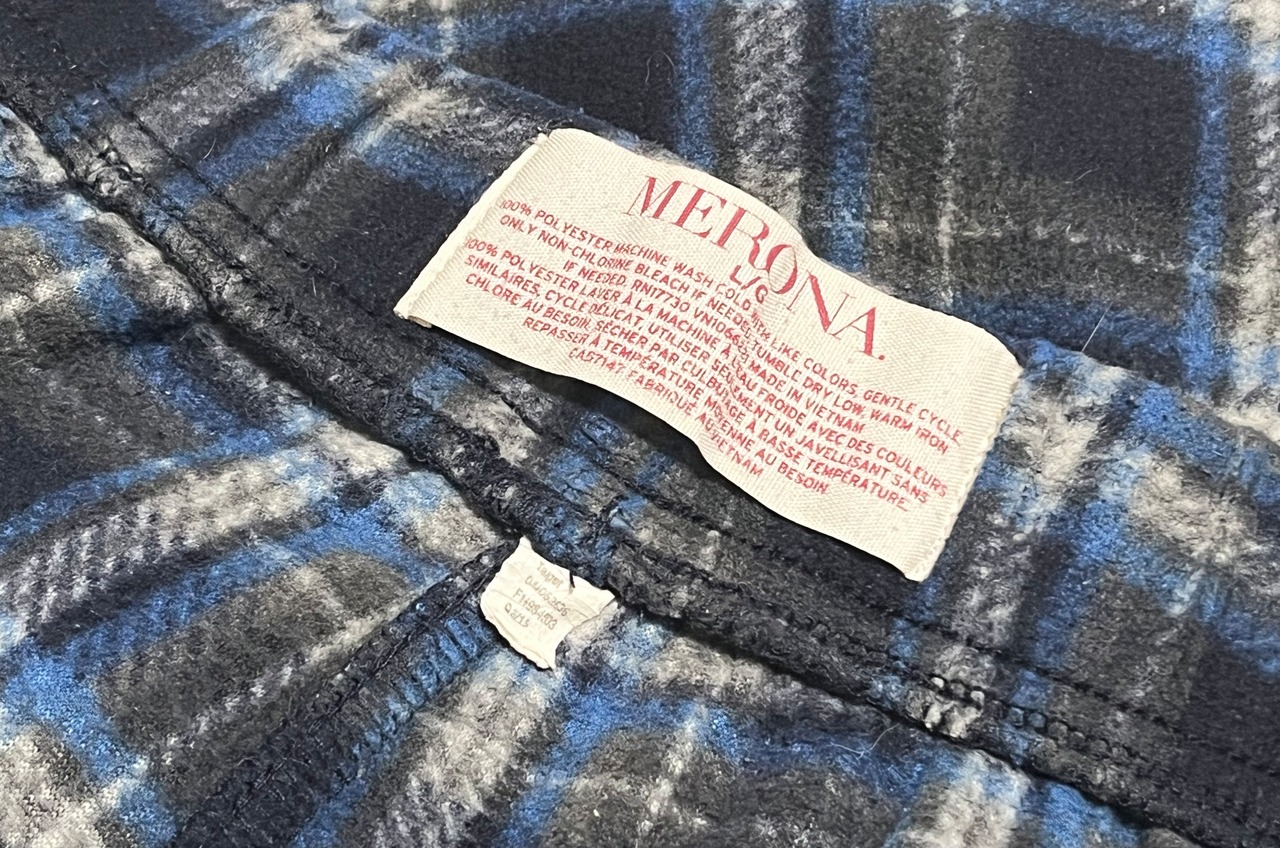 MERONA.
L/G
100% POLYESTER MACHINE WASH COLD, WITH LIKE COLORS, GENTLE CYCLE
ONLY NON-CHLORINE BLEACH IF NEEDED, TUMBLE DRY LOW, WARM IRON
IF NEEDED. RN17730 VN1066 MADE IN VIETNAM
100% POLYESTER LAVER À LA MACHINE À EAU FROIDE AVEC DES COULEURS
SIMILAIRES, CYCLE DÉLICAT, UTILISER SEULEMENT UN JAVELLISANT SANS
CHLORE AU BESOIN, SÉCHER PAR CULBUTAGE À BASSE TEMPÉRATURE,
REPASSER À TEMPÉRATURE MOYENNE AU BESOIN
CA57147 FABRIQUÉ AU VIETNAM
Target